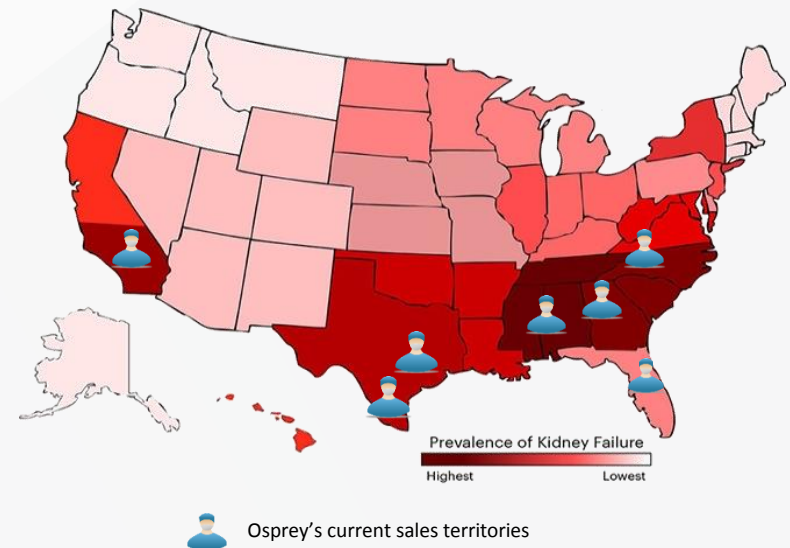 Prevalence of Kidney Failure
Highest Lowest
Osprey's current sales territories